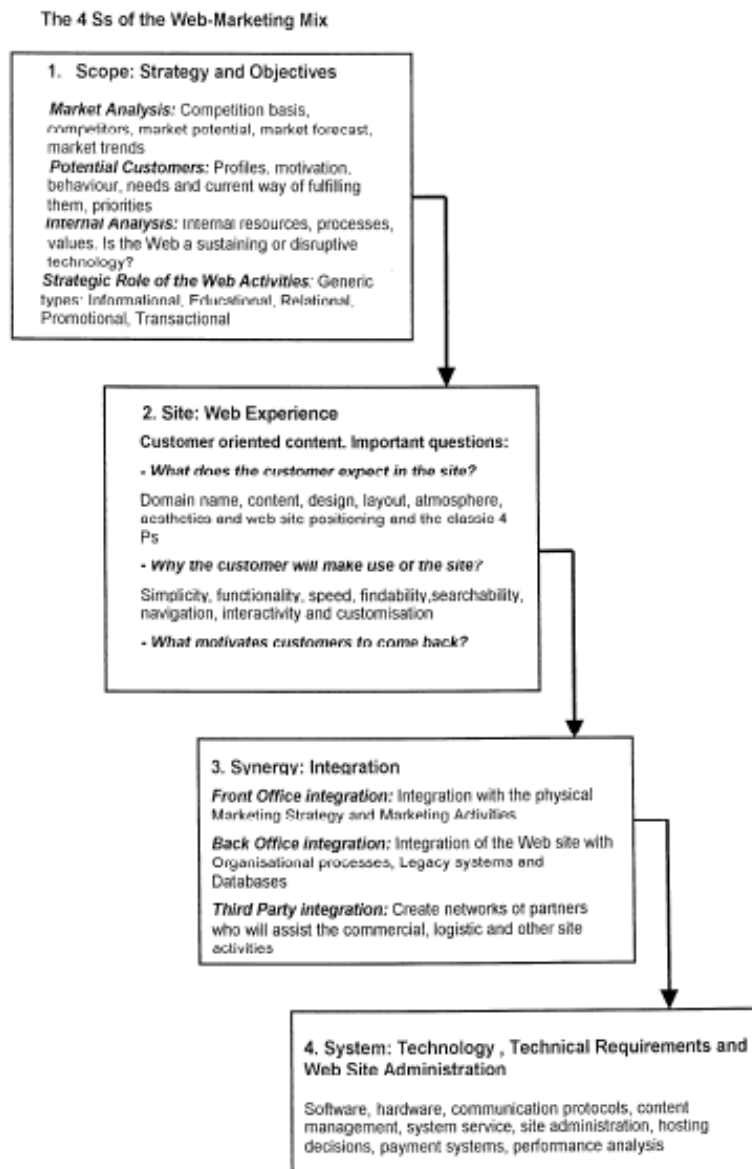 The 4 Ss of the Web-Marketing Mix
1. Scope: Strategy and Objectives
Market Analysis: Competition basis,
competitors, market potential, market forecast,
market trends
Potential Customers: Profiles, motivation,
behaviour, needs and current way of fulfilling
them, priorities
Internal Analysis: Internal resources, processes,
values. Is the Web a sustaining or disruptive
technology?
Strategic Role of the Web Activities: Generic
types: Informational, Educational, Relational,
Promotional, Transactional
2. Site: Web Experience
Customer oriented content. Important questions:
- What does the customer expect in the site?
Domain name, content, design, layout, atmosphere,
aesthetics and web site positioning and the classic 4
Ps
- Why the customer will make use of the site?
Simplicity, functionality, speed, findability,searchability,
navigation, interactivity and customisation
- What motivates customers to come back?
3. Synergy: Integration
Front Office integration: Integration with the physical
Marketing Strategy and Marketing Activities
Back Office integration: Integration of the Web site with
Organisational processes, Legacy systems and
Databases
Third Party integration: Create networks of partners
who will assist the commercial, logistic and other site
activities
4. System: Technology , Technical Requirements and
Web Site Administration
Software, hardware, communication protocols, content
management, system service, site administration, hosting
decisions, payment systems, performance analysis